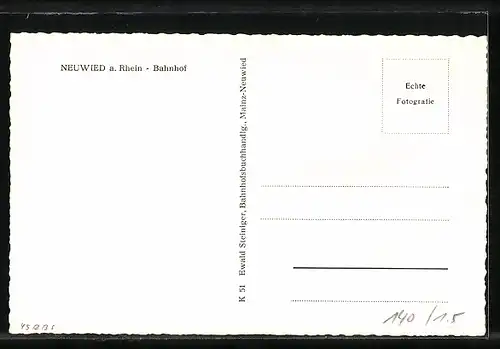 NEUWIED a. Rhein - Bahnhof
K 51 Ewald Steiniger, Bahnhofsbuchhandlg., Mainz-Neuwied
Echte
Fotografie
140 /1.5